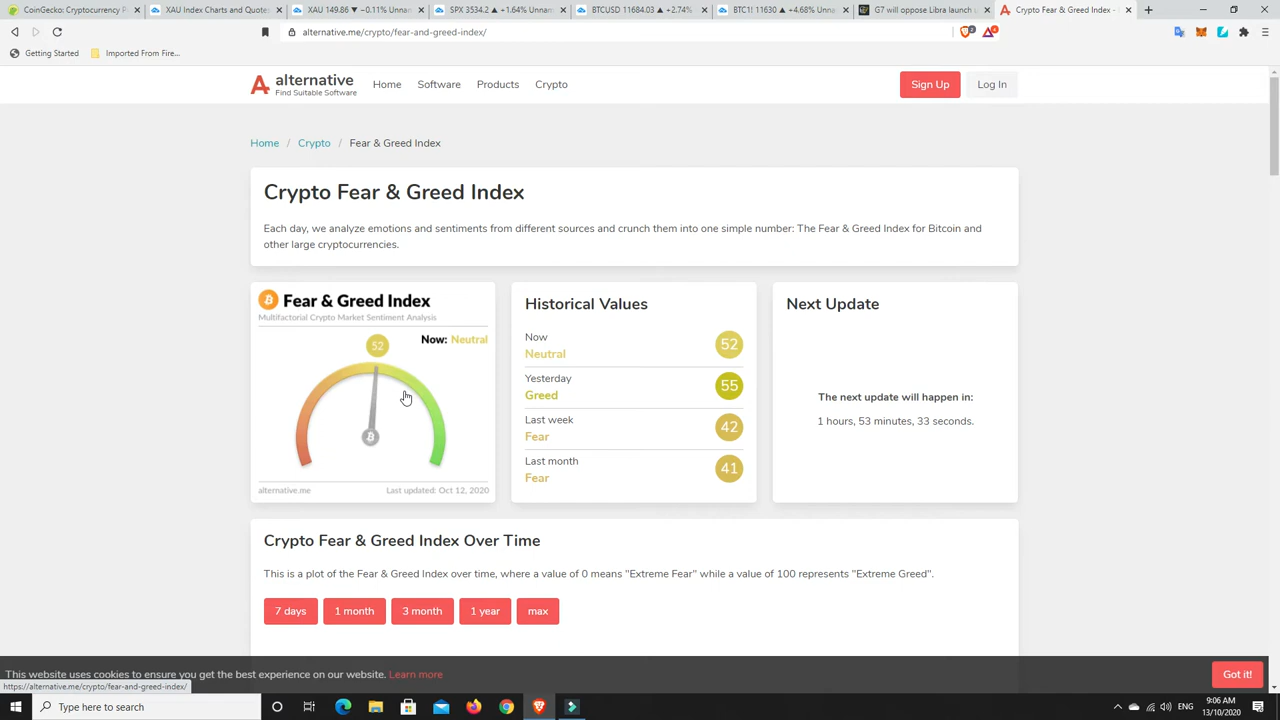 CoinGecko: Cryptocurrency P
XAU Index Charts and Quotes
XAU 149.86 ▼ −0.11% Unnan
SPX 3534.2 ▲ +1.64% Unnam
BTCUSD 11684.03 ▲ +2.74%
BTC1! 11630 ▲ +4.68% Unna
G7 will oppose Libra launch u
Crypto Fear & Greed Index -
alternative.me/crypto/fear-and-greed-index/
Getting Started
Imported From Fire...
alternative
Find Suitable Software
Home
Software
Products
Crypto
Sign Up
Log In
Home / Crypto / Fear & Greed Index
Crypto Fear & Greed Index
Each day, we analyze emotions and sentiments from different sources and crunch them into one simple number: The Fear & Greed Index for Bitcoin and
other large cryptocurrencies.
Fear & Greed Index
Multifactorial Crypto Market Sentiment Analysis
Now: Neutral
52
alternative.me
Last updated: Oct 12, 2020
Historical Values
Now
Neutral
52
Yesterday
Greed
55
Last week
Fear
42
Last month
Fear
41
Next Update
The next update will happen in:
1 hours, 53 minutes, 33 seconds.
Crypto Fear & Greed Index Over Time
This is a plot of the Fear & Greed Index over time, where a value of 0 means "Extreme Fear" while a value of 100 represents "Extreme Greed".
7 days
1 month
3 month
1 year
max
This website uses cookies to ensure you get the best experience on our website. Learn more
Got it!
https://alternative.me/crypto/fear-and-greed-index/
Type here to search
ENG
9:06 AM
13/10/2020